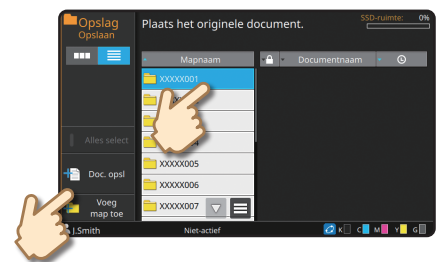 Opslag
Opslaan
Plaats het originele document.
SSD-ruimte: 0%
Mapnaam
Documentnaam
XXXXX001
Alles select
XXXXX005
Doc. opsl
XXXXX006
Voeg
map toe
XXXXX007
J.Smith
Niet-actief
K C M Y G